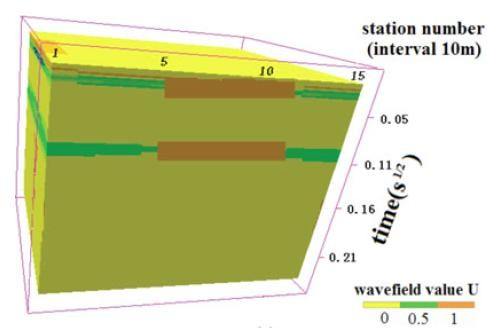 station number
(interval 10m)
1 5 10 15
0.05
0.11
0.16
0.21
time(s^1/2)
wavefield value U
0 0.5 1